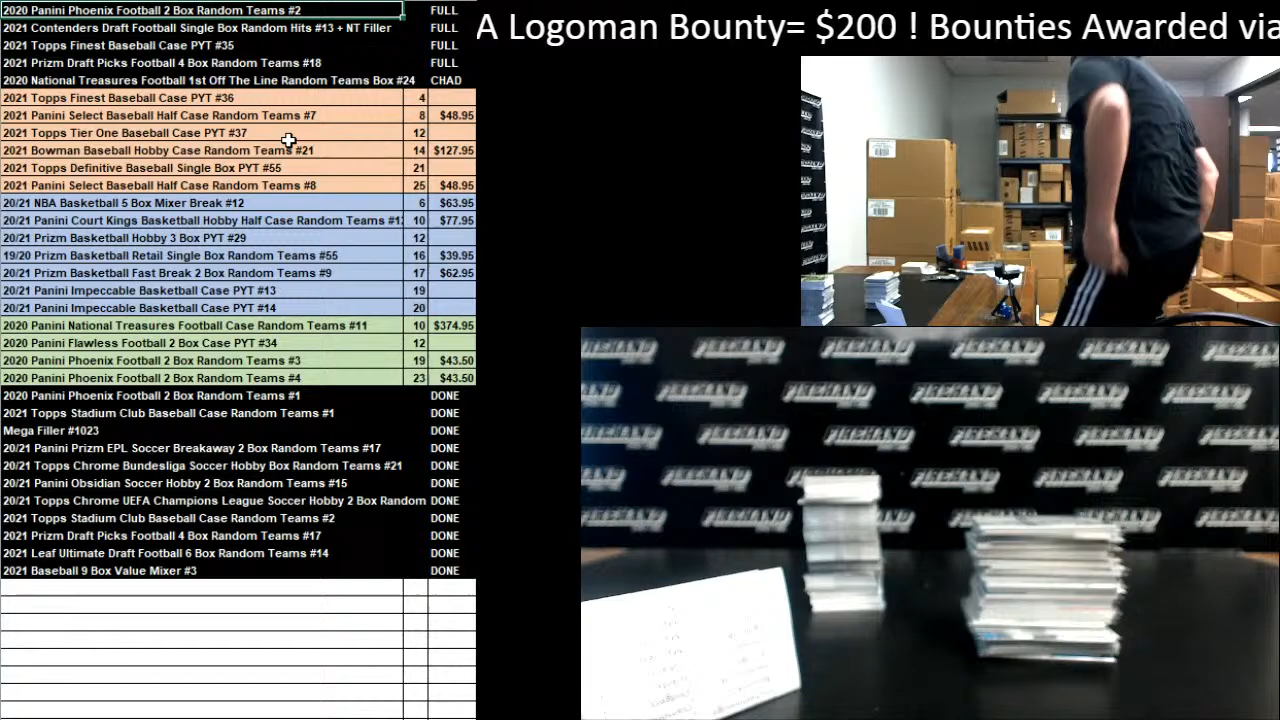 2020 Panini Phoenix Football 2 Box Random Teams #2 FULL
2021 Contenders Draft Football Single Box Random Hits #13 + NT Filler FULL
2021 Topps Finest Baseball Case PYT #35 FULL
2021 Prizm Draft Picks Football 4 Box Random Teams #18 FULL
2020 National Treasures Football 1st Off The Line Random Teams Box #24 CHAD
2021 Topps Finest Baseball Case PYT #36 4
2021 Panini Select Baseball Half Case Random Teams #7 8 $48.95
2021 Topps Tier One Baseball Case PYT #37 12
2021 Bowman Baseball Hobby Case Random Teams #21 14 $127.95
2021 Topps Definitive Baseball Single Box PYT #55 21
2021 Panini Select Baseball Half Case Random Teams #8 25 $48.95
20/21 NBA Basketball 5 Box Mixer Break #12 6 $63.95
20/21 Panini Court Kings Basketball Hobby Half Case Random Teams 10 $77.95
20/21 Prizm Basketball Hobby 3 Box PYT #29 12
19/20 Prizm Basketball Retail Single Box Random Teams #55 16 $39.95
20/21 Prizm Basketball Fast Break 2 Box Random Teams #9 17 $62.95
20/21 Panini Impeccable Basketball Case PYT #13 19
20/21 Panini Impeccable Basketball Case PYT #14 20
2020 Panini National Treasures Football Case Random Teams #11 10 $374.95
2020 Panini Flawless Football 2 Box Case PYT #34 12
2020 Panini Phoenix Football 2 Box Random Teams #3 19 $43.50
2020 Panini Phoenix Football 2 Box Random Teams #4 23 $43.50
2020 Panini Phoenix Football 2 Box Random Teams #1 DONE
2021 Topps Stadium Club Baseball Case Random Teams #1 DONE
Mega Filler #1023 DONE
20/21 Panini Prizm EPL Soccer Breakaway 2 Box Random Teams #17 DONE
20/21 Topps Chrome Bundesliga Soccer Hobby Box Random Teams #21 DONE
20/21 Panini Obsidian Soccer Hobby 2 Box Random Teams #15 DONE
20/21 Topps Chrome UEFA Champions League Soccer Hobby 2 Box Random DONE
2021 Topps Stadium Club Baseball Case Random Teams #2 DONE
2021 Prizm Draft Picks Football 4 Box Random Teams #17 DONE
2021 Leaf Ultimate Draft Football 6 Box Random Teams #14 DONE
2021 Baseball 9 Box Value Mixer #3 DONE
A Logoman Bounty= $200 ! Bounties Awarded via